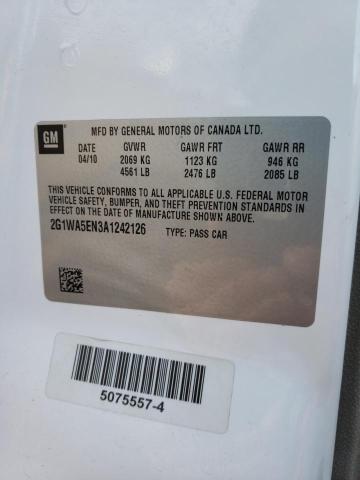 GM
MFD BY GENERAL MOTORS OF CANADA LTD.
DATE GVWR GAWR FRT GAWR RR
04/10 2069 KG 1123 KG 946 KG
4561 LB 2476 LB 2085 LB
THIS VEHICLE CONFORMS TO ALL APPLICABLE U.S. FEDERAL MOTOR
VEHICLE SAFETY, BUMPER, AND THEFT PREVENTION STANDARDS IN
EFFECT ON THE DATE OF MANUFACTURE SHOWN ABOVE.
2G1WA5EN3A1242126 TYPE: PASS CAR
5075557-4